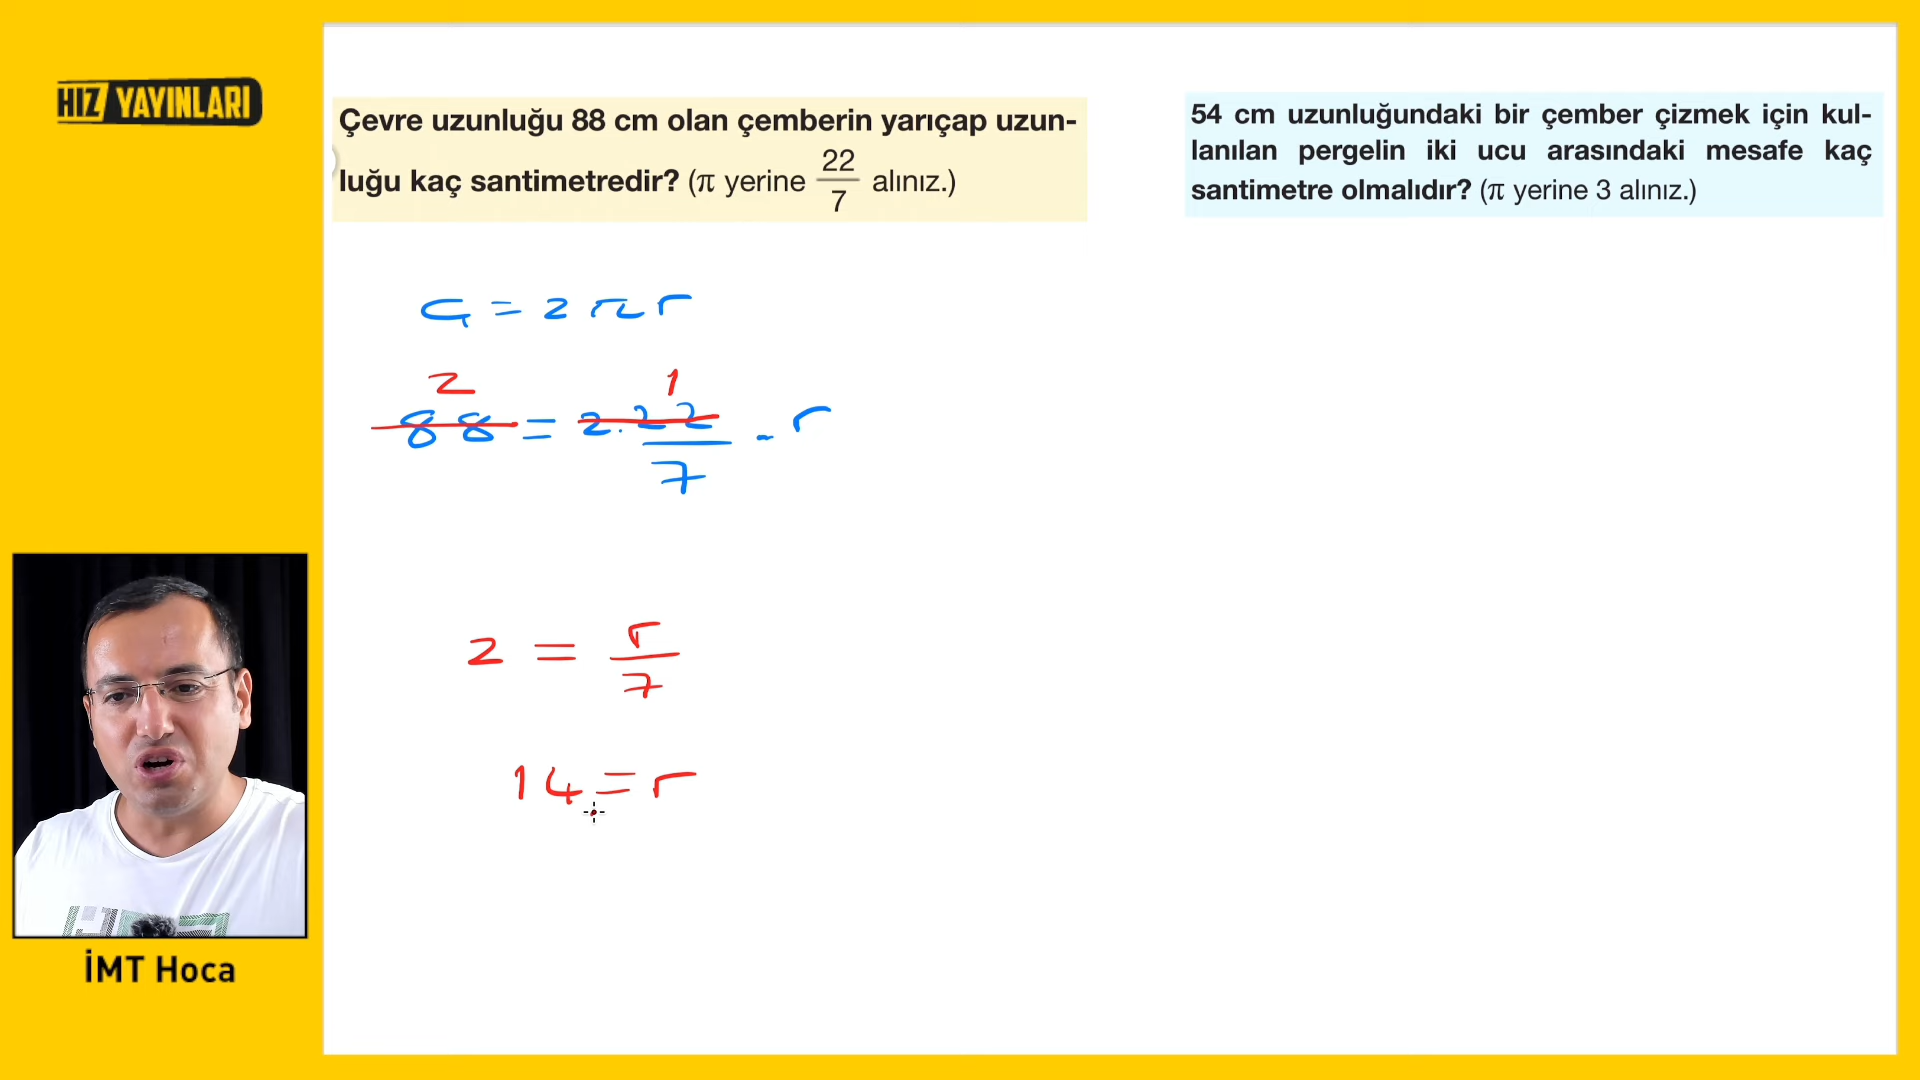 HIZ YAYINLARI
Çevre uzunluğu 88 cm olan çemberin yarıçap uzun-
luğu kaç santimetredir? (π yerine 22/7 alınız.)
Ç = 2 π r
2 1
88 = 2.22/7 . r
2 = r/7
14 = r
54 cm uzunluğundaki bir çember çizmek için kul-
lanılan pergelin iki ucu arasındaki mesafe kaç
santimetre olmalıdır? (π yerine 3 alınız.)
İMT Hoca